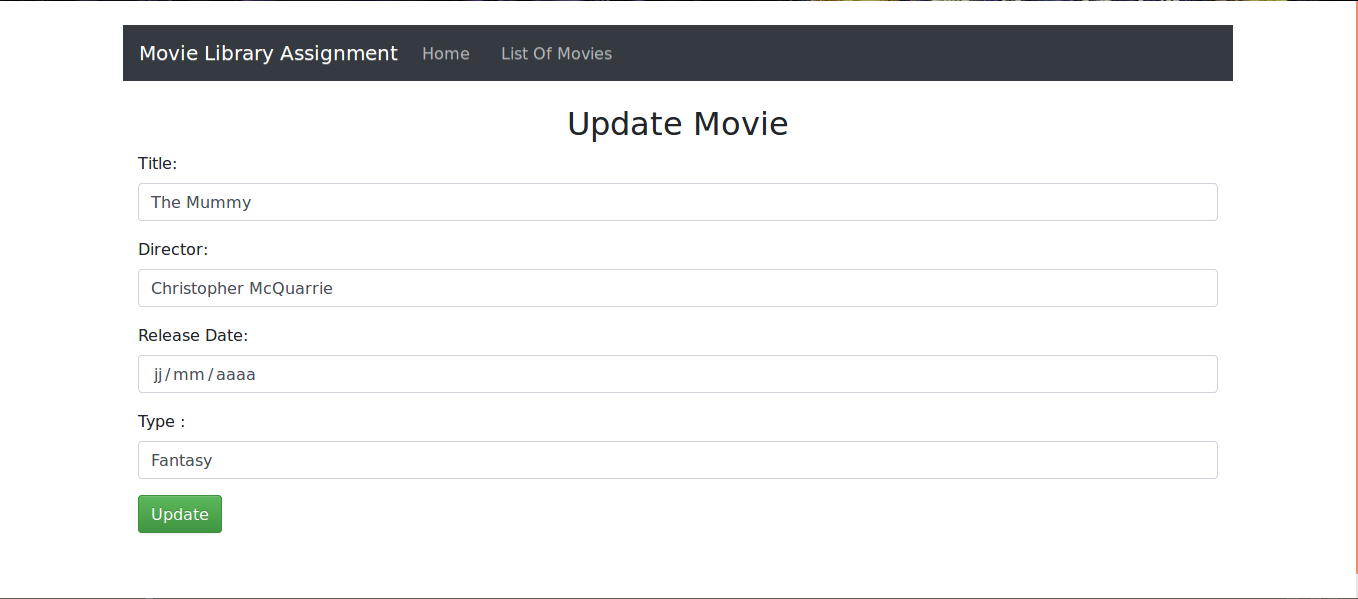 Movie Library Assignment Home List Of Movies
Update Movie
Title:
The Mummy
Director:
Christopher McQuarrie
Release Date:
jj/mm/aaaa
Type :
Fantasy
Update